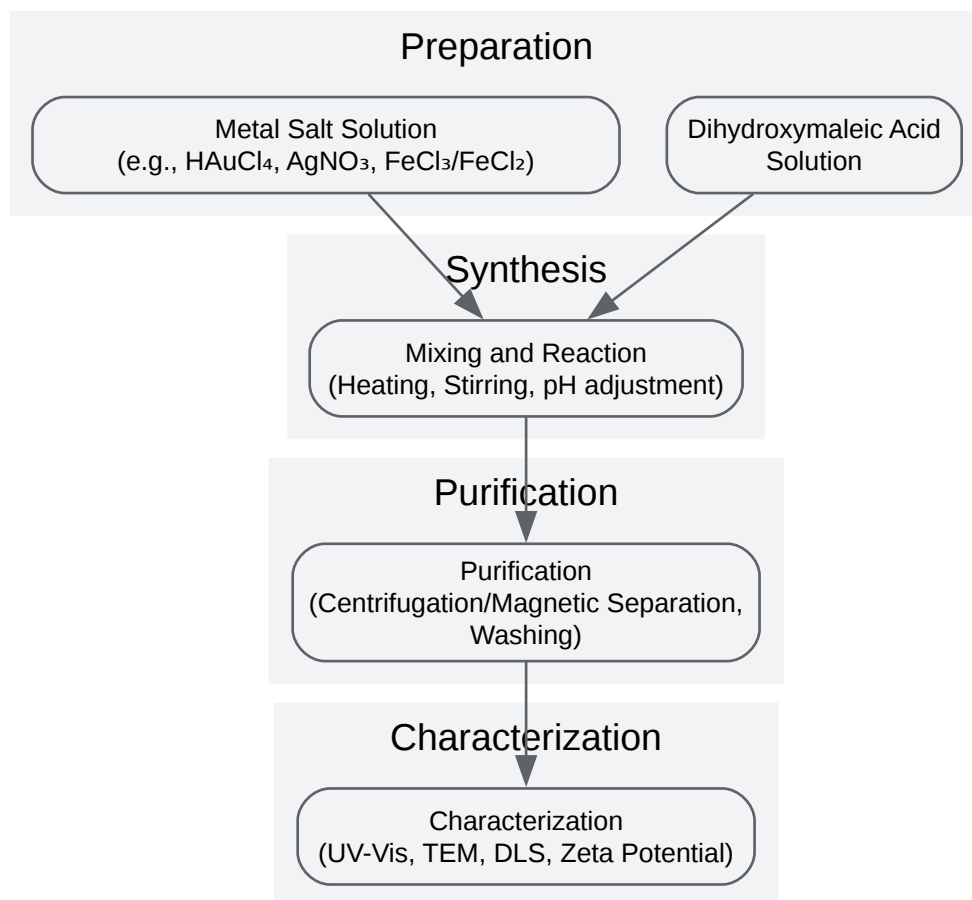 Preparation
Metal Salt Solution
(e.g., HAuCl₄, AgNO₃, FeCl₃/FeCl₂)
Dihydroxymaleic Acid
Solution
Synthesis
Mixing and Reaction
(Heating, Stirring, pH adjustment)
Purification
Purification
(Centrifugation/Magnetic Separation,
Washing)
Characterization
Characterization
(UV-Vis, TEM, DLS, Zeta Potential)